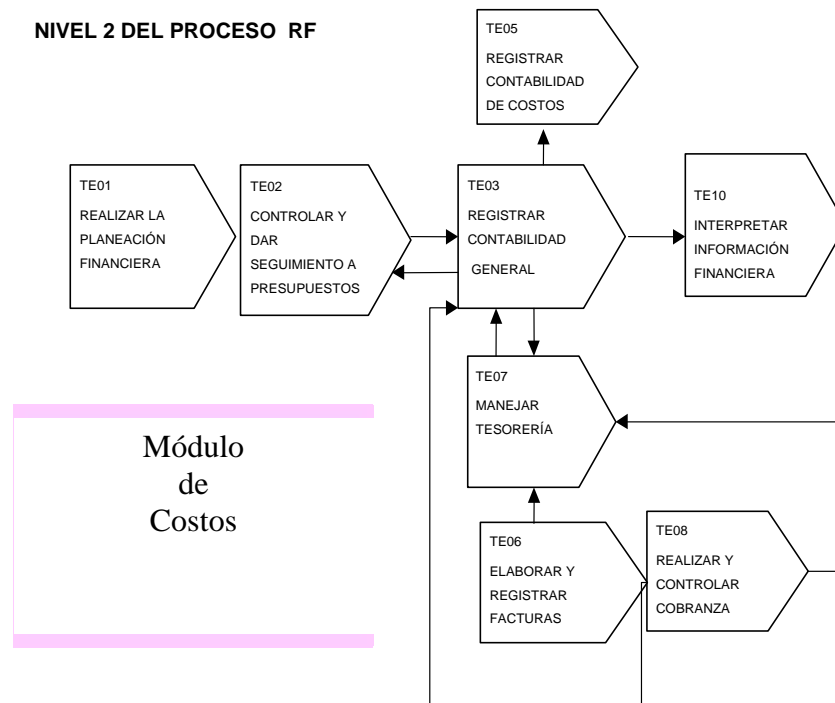 NIVEL 2 DEL PROCESO RF
TE05
REGISTRAR
CONTABILIDAD
DE COSTOS
TE01
REALIZAR LA
PLANEACIÓN
FINANCIERA
TE02
CONTROLAR Y
DAR
SEGUIMIENTO A
PRESUPUESTOS
TE03
REGISTRAR
CONTABILIDAD
GENERAL
TE10
INTERPRETAR
INFORMACIÓN
FINANCIERA
TE07
MANEJAR
TESORERÍA
Módulo
de
Costos
TE06
ELABORAR Y
REGISTRAR
FACTURAS
TE08
REALIZAR Y
CONTROLAR
COBRANZA